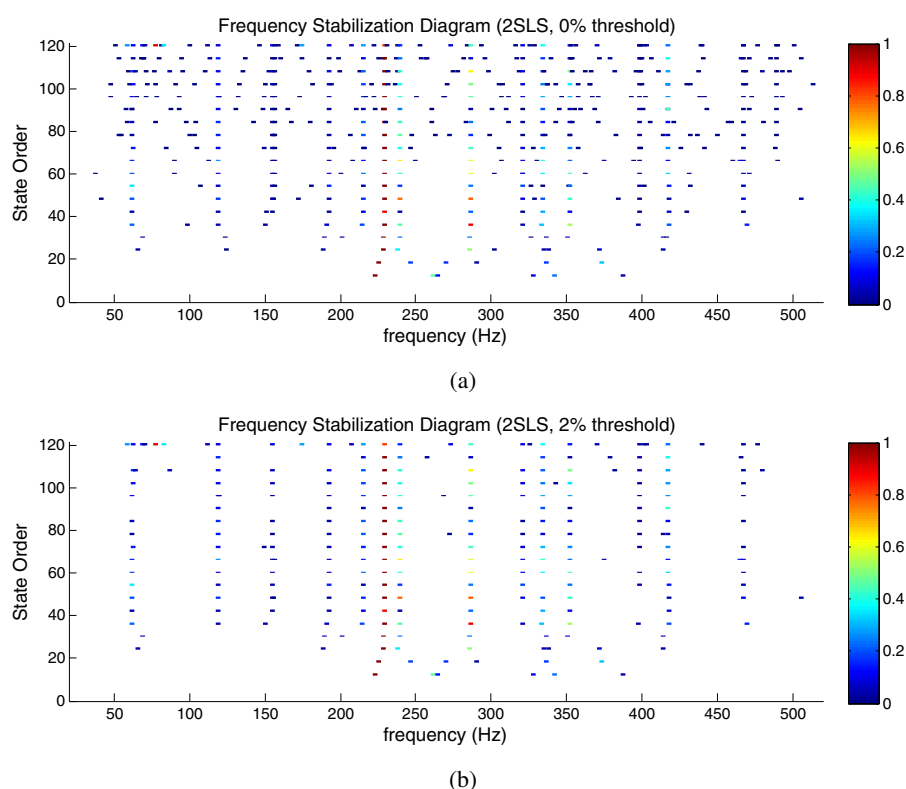 Frequency Stabilization Diagram (2SLS, 0% threshold)
120
100
80
60
40
20
0
State Order
50 100 150 200 250 300 350 400 450 500
frequency (Hz)
1
0.8
0.6
0.4
0.2
0
(a)
Frequency Stabilization Diagram (2SLS, 2% threshold)
120
100
80
60
40
20
0
State Order
50 100 150 200 250 300 350 400 450 500
frequency (Hz)
1
0.8
0.6
0.4
0.2
0
(b)